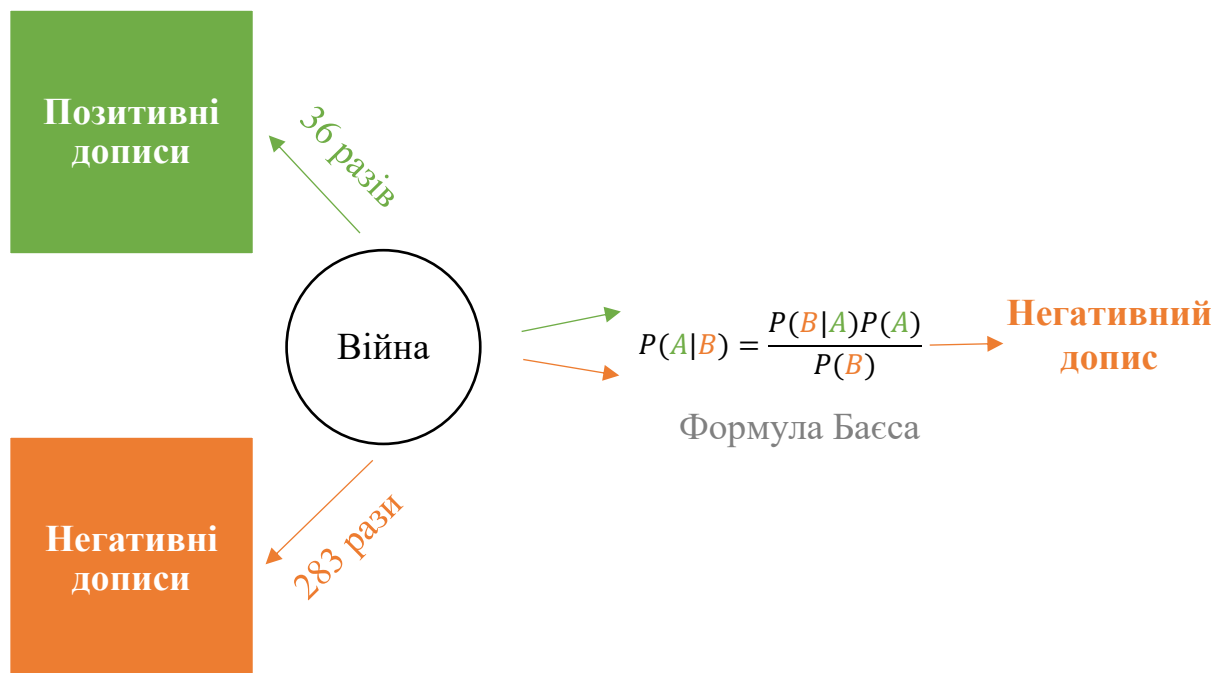 Позитивні
дописи
36 разів
Війна
P(A|B) = P(B|A)P(A) / P(B)
Формула Баєса
Негативний
допис
Негативні
дописи
283 рази